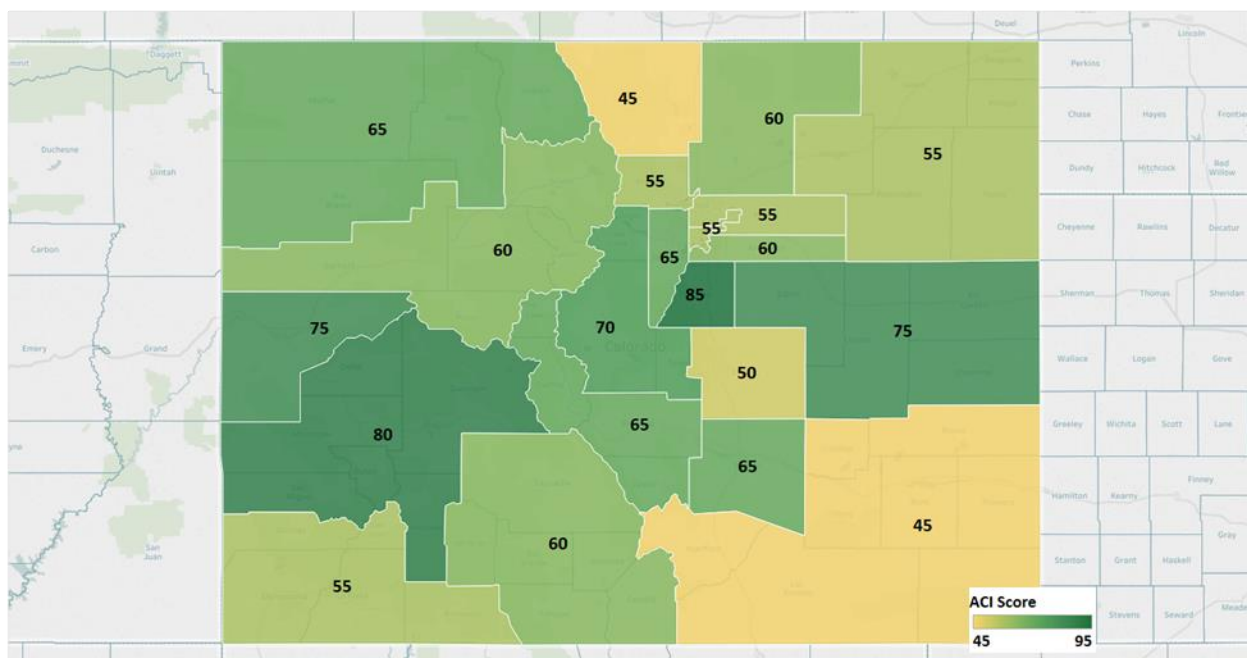 Daggett
Deuel
Lincoln
Perkins
45
60
Chase
Hayes
Frontier
65
Duchesne
Uintah
55
55
Dundy
Hitchcock
Red
Willow
55
55
Carbon
Cheyenne
Rawlins
Decatur
60
65
60
85
Sherman
Thomas
Sheridan
75
70
75
Emery
Grand
Colorado
Wallace
Logan
Gove
50
65
Greeley
Wichita
Scott
Lane
80
65
Finney
Hamilton
Kearny
45
Gray
60
San
Juan
Stanton
Grant
Haskell
55
ACI Score
45 95
Stevens
Seward
Meade